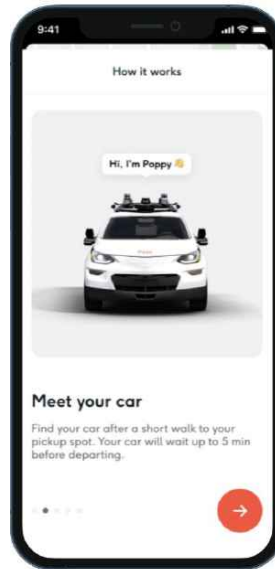 9:41
How it works
Hi, I'm Poppy 👋
Meet your car
Find your car after a short walk to your
pickup spot. Your car will wait up to 5 min
before departing.